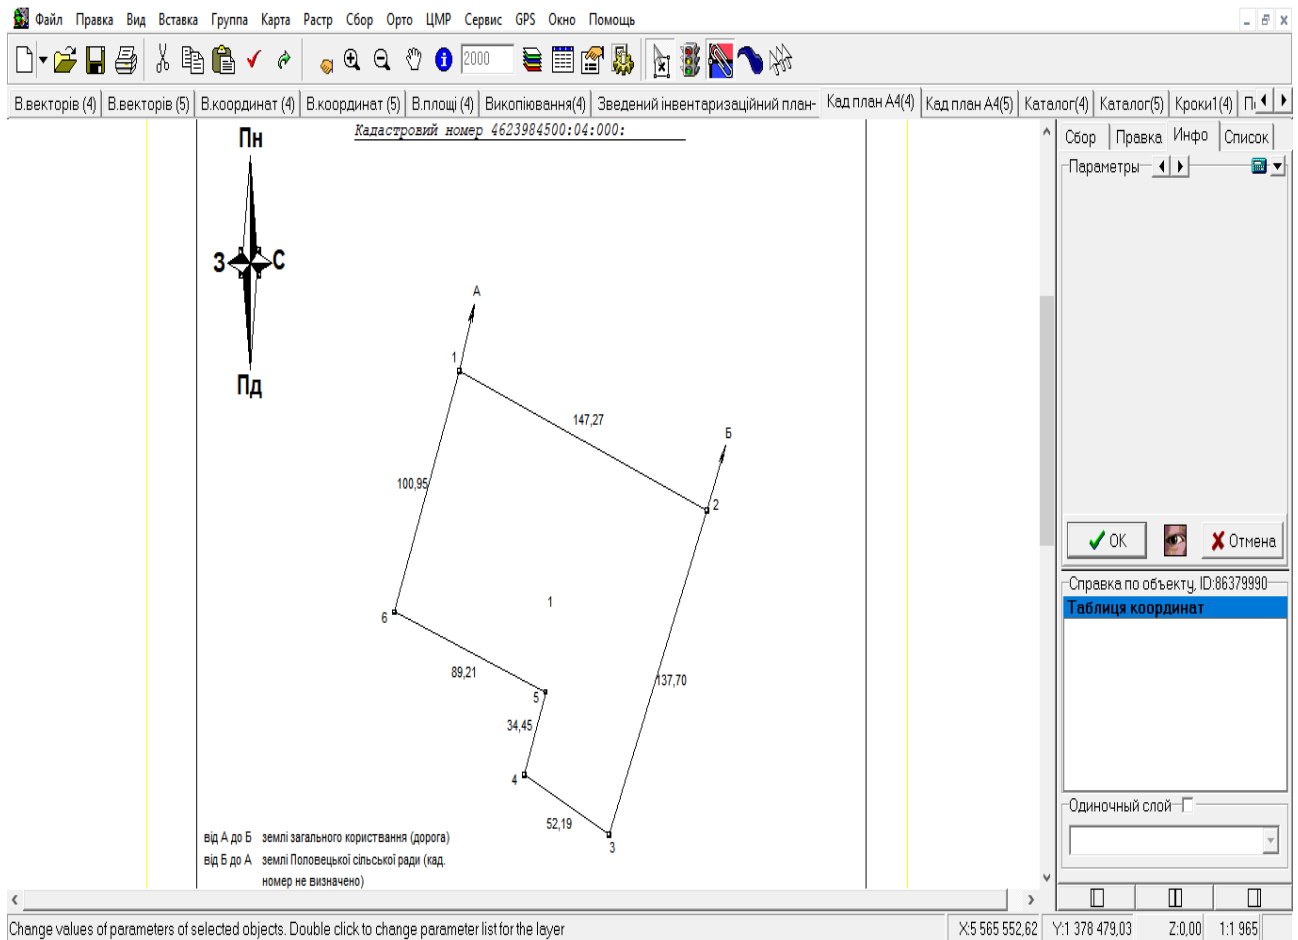 Файл Правка Вид Вставка Группа Карта Растр Сбор Орто ЦМР Сервис GPS Окно Помощь
2000
В.векторів (4) В.векторів (5) В.координат (4) В.координат (5) В.площі (4) Викопіювання(4) Зведений інвентаризаційний план- Кад план А4(4) Кад план А4(5) Каталог(4) Каталог(5) Кроки1(4)
Кадастровий номер 4623984500:04:000:
Пн
З С
Пд
А
1
147,27
Б
2
100,95
1
6
89,21
5
137,70
34,45
4
52,19
3
від А до Б землі загального користвання (дорога)
від Б до А землі Половецької сільської ради (кад.
номер не визначено)
Сбор Правка Инфо Список
Параметры
OK Отмена
Справка по объекту, ID:86379990
Таблиця координат
Одиночный слой
Change values of parameters of selected objects. Double click to change parameter list for the layer
X:5 565 552,62 Y:1 378 479,03 Z:0,00 1:1 965